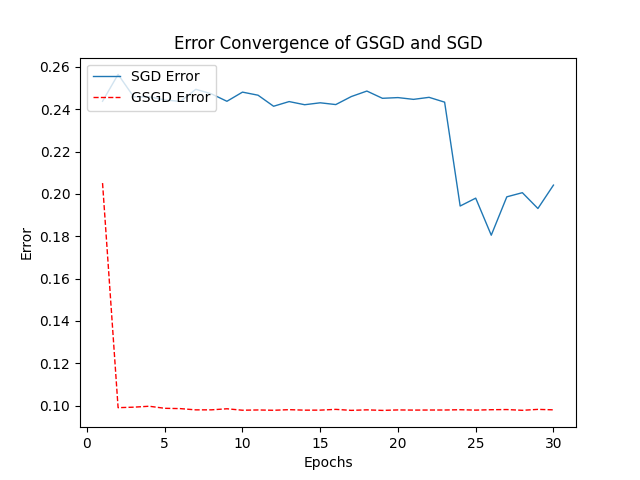 Error Convergence of GSGD and SGD
SGD Error
GSGD Error
0.26
0.24
0.22
0.20
0.18
0.16
0.14
0.12
0.10
Error
0 5 10 15 20 25 30
Epochs